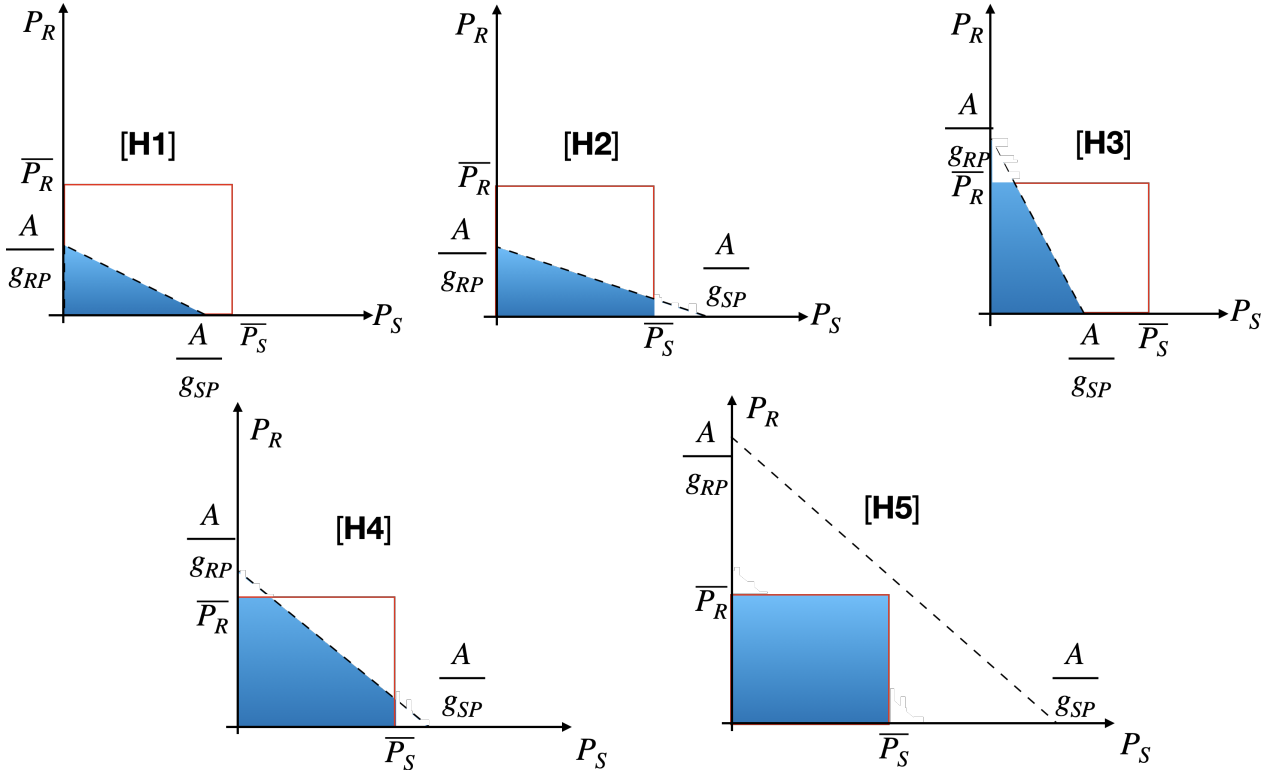 P_R
[H1]
\overline{P_R}
A
g_{RP}
P_S
\overline{P_S}
A
g_{SP}
P_R
[H2]
\overline{P_R}
A
g_{RP}
A
g_{SP}
P_S
\overline{P_S}
P_R
A
g_{RP}
[H3]
\overline{P_R}
P_S
A
g_{SP}
\overline{P_S}
P_R
A
g_{RP}
[H4]
\overline{P_R}
A
g_{SP}
\overline{P_S}
P_S
P_R
A
g_{RP}
[H5]
\overline{P_R}
A
g_{SP}
\overline{P_S}
P_S